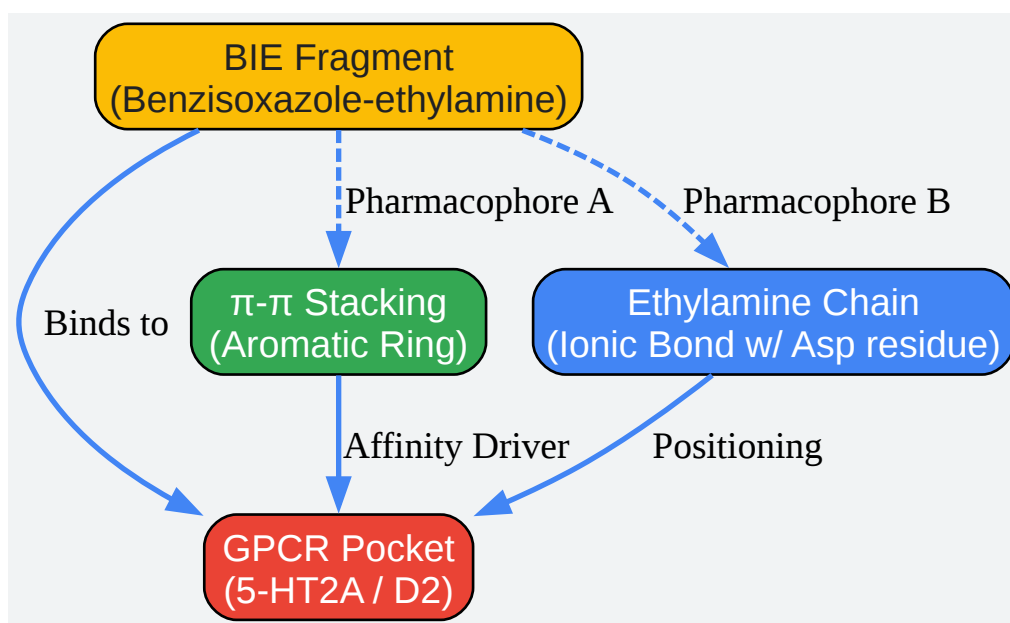 BIE Fragment
(Benzisoxazole-ethylamine)
Pharmacophore A
Pharmacophore B
Binds to
π-π Stacking
(Aromatic Ring)
Ethylamine Chain
(Ionic Bond w/ Asp residue)
Affinity Driver
Positioning
GPCR Pocket
(5-HT2A / D2)